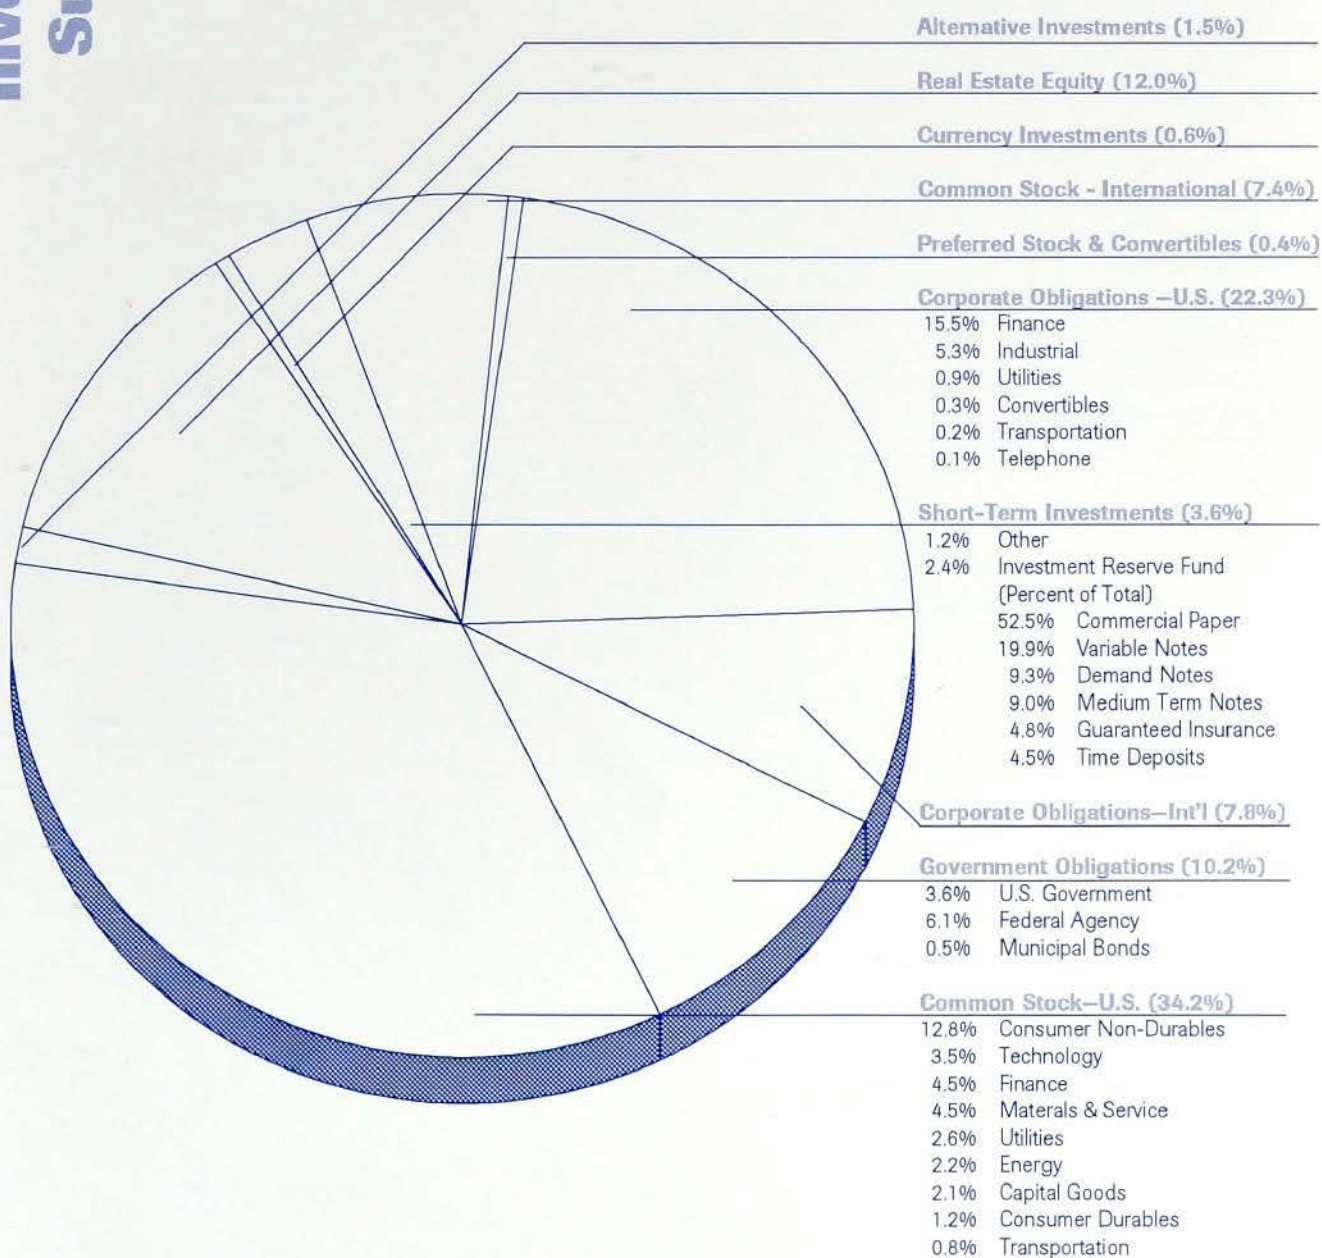 Alternative Investments (1.5%)
Real Estate Equity (12.0%)
Currency Investments (0.6%)
Common Stock - International (7.4%)
Preferred Stock & Convertibles (0.4%)
Corporate Obligations —U.S. (22.3%)
15.5% Finance
5.3% Industrial
0.9% Utilities
0.3% Convertibles
0.2% Transportation
0.1% Telephone
Short-Term Investments (3.6%)
1.2% Other
2.4% Investment Reserve Fund
(Percent of Total)
52.5% Commercial Paper
19.9% Variable Notes
9.3% Demand Notes
9.0% Medium Term Notes
4.8% Guaranteed Insurance
4.5% Time Deposits
Corporate Obligations—Int'l (7.8%)
Government Obligations (10.2%)
3.6% U.S. Government
6.1% Federal Agency
0.5% Municipal Bonds
Common Stock—U.S. (34.2%)
12.8% Consumer Non-Durables
3.5% Technology
4.5% Finance
4.5% Materals & Service
2.6% Utilities
2.2% Energy
2.1% Capital Goods
1.2% Consumer Durables
0.8% Transportation